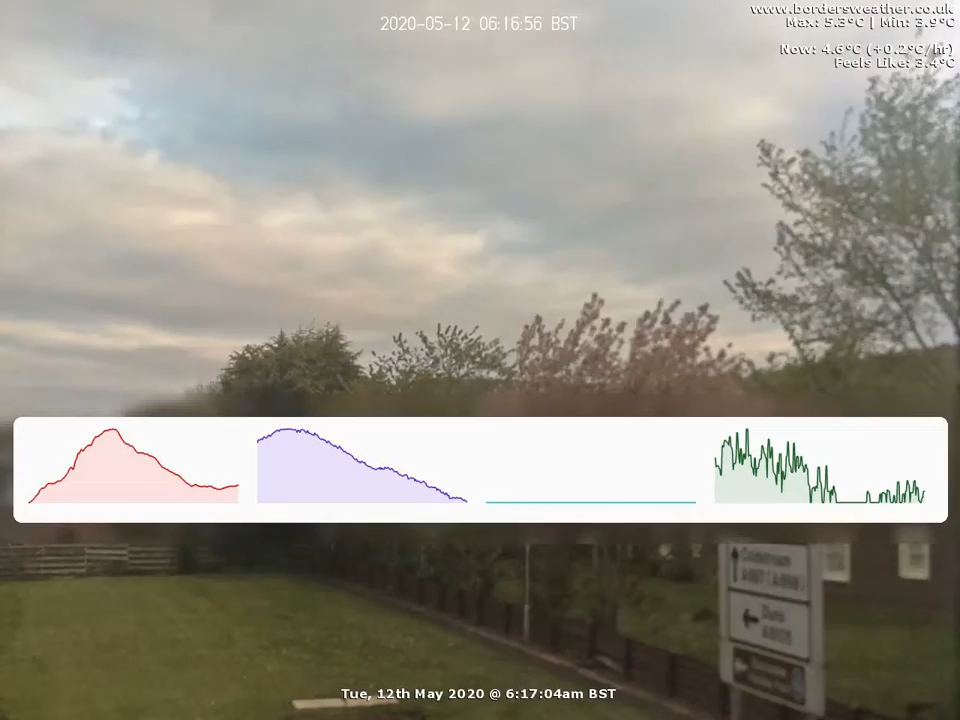 www.bordersweather.co.uk
2020-05-12 06:16:56 BST
Max: 5.3°C | Min: 3.9°C
Now: 4.6°C (+0.2°C/hr)
Feels Like: 3.4°C
Coldstream
Duns
Tue, 12th May 2020 @ 6:17:04am BST